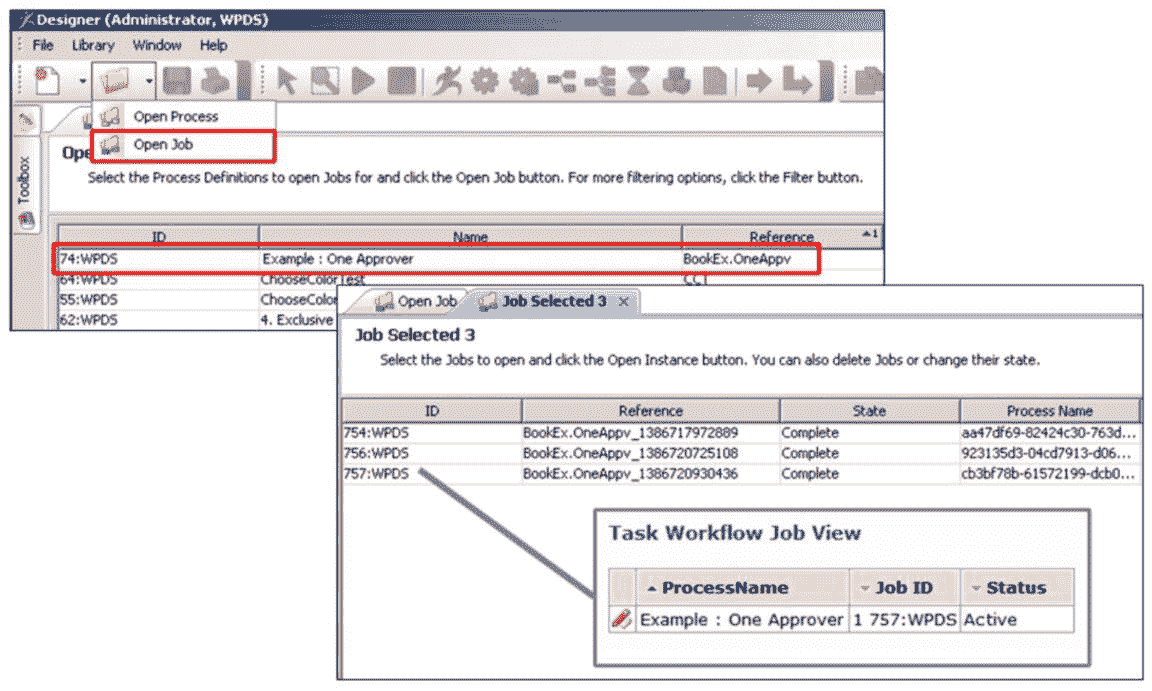 Designer (Administrator, WPDS)
File Library Window Help
Open Process
Open Job
Toolbox
Ope
Select the Process Definitions to open Jobs for and click the Open Job button. For more filtering options, click the Filter button.
ID Name Reference 1
74:WPDS Example : One Approver BookEx.OneAppv
64:WPDS ChooseColorTest CCT
55:WPDS ChooseColor
62:WPDS 4. Exclusive
Open Job Job Selected 3
Job Selected 3
Select the Jobs to open and click the Open Instance button. You can also delete Jobs or change their state.
ID Reference State Process Name
754:WPDS BookEx.OneAppv_1386717972889 Complete aa47df69-82424c30-763d...
756:WPDS BookEx.OneAppv_1386720725108 Complete 923135d3-04cd7913-d06...
757:WPDS BookEx.OneAppv_1386720930436 Complete cb3bf78b-61572199-dcb0...
Task Workflow Job View
ProcessName Job ID Status
Example : One Approver 1 757:WPDS Active